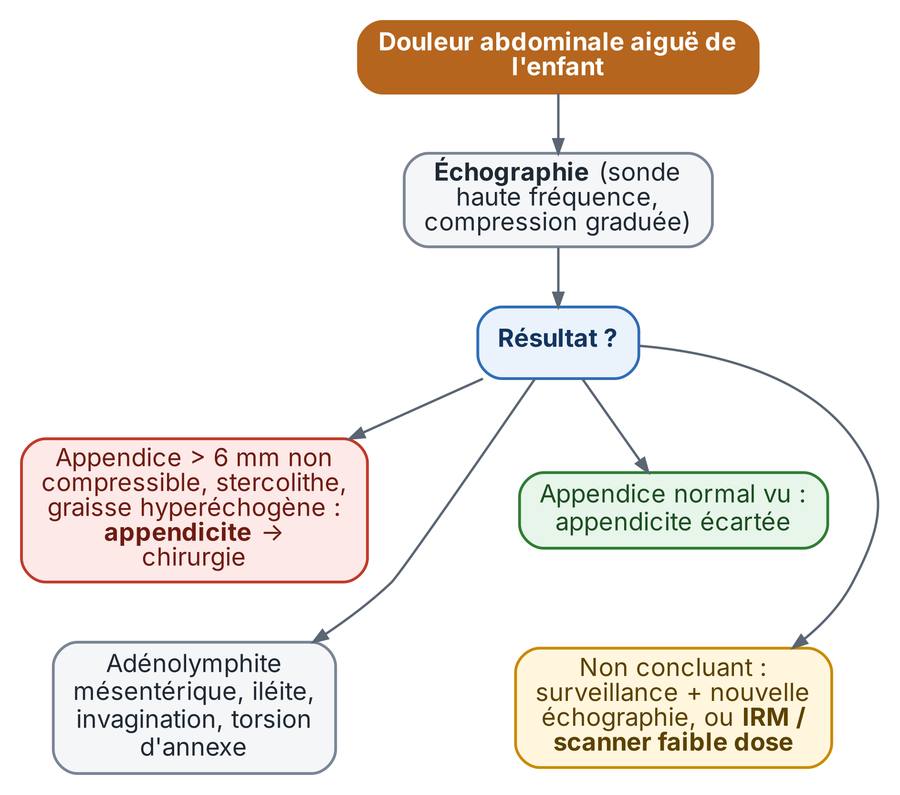 Douleur abdominale aiguë de
l'enfant
Échographie (sonde
haute fréquence,
compression graduée)
Résultat ?
Appendice > 6 mm non
compressible, stercolithe,
graisse hyperéchogène :
appendicite →
chirurgie
Appendice normal vu :
appendicite écartée
Adénolymphite
mésentérique, iléite,
invagination, torsion
d'annexe
Non concluant :
surveillance + nouvelle
échographie, ou IRM /
scanner faible dose